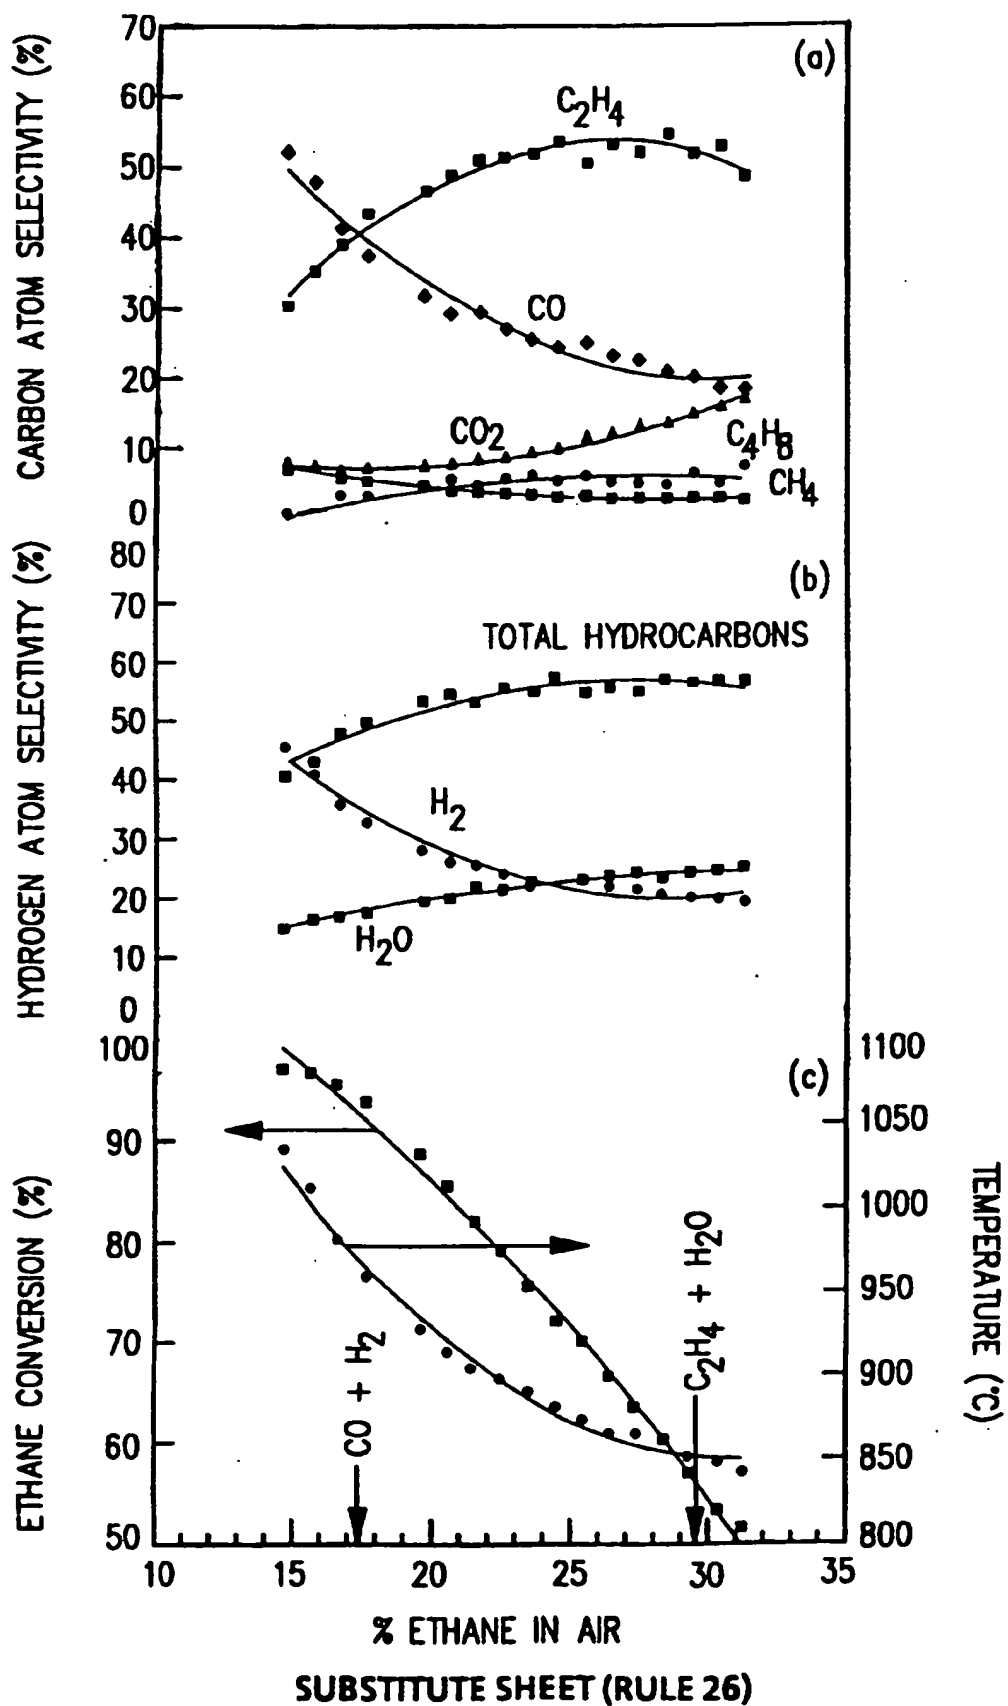 CARBON ATOM SELECTIVITY (%)
70
60
50
40
30
20
10
0
(a)
C2H4
CO
CO2
C4H8
CH4
HYDROGEN ATOM SELECTIVITY (%)
80
70
60
50
40
30
20
10
0
(b)
TOTAL HYDROCARBONS
H2
H2O
ETHANE CONVERSION (%)
100
90
80
70
60
50
(c)
CO + H2
C2H4 + H2O
1100
1050
1000
950
900
850
800
TEMPERATURE (°C)
10 15 20 25 30 35
% ETHANE IN AIR
SUBSTITUTE SHEET (RULE 26)